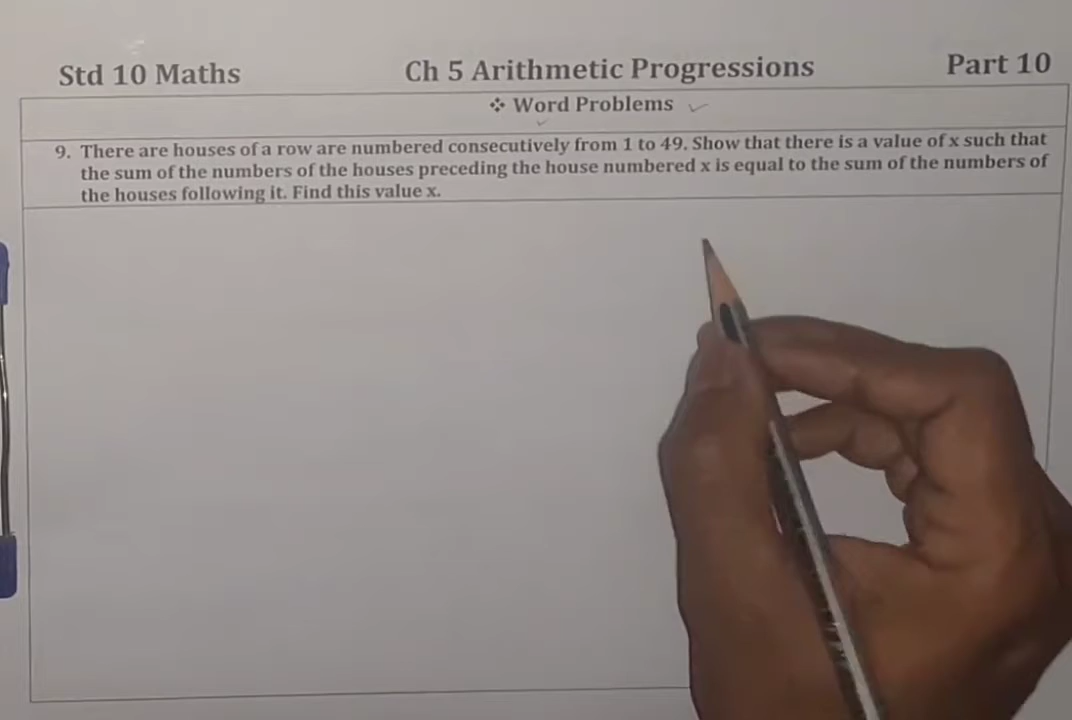 Std 10 Maths Ch 5 Arithmetic Progressions Part 10
❖ Word Problems
9. There are houses of a row are numbered consecutively from 1 to 49. Show that there is a value of x such that
the sum of the numbers of the houses preceding the house numbered x is equal to the sum of the numbers of
the houses following it. Find this value x.